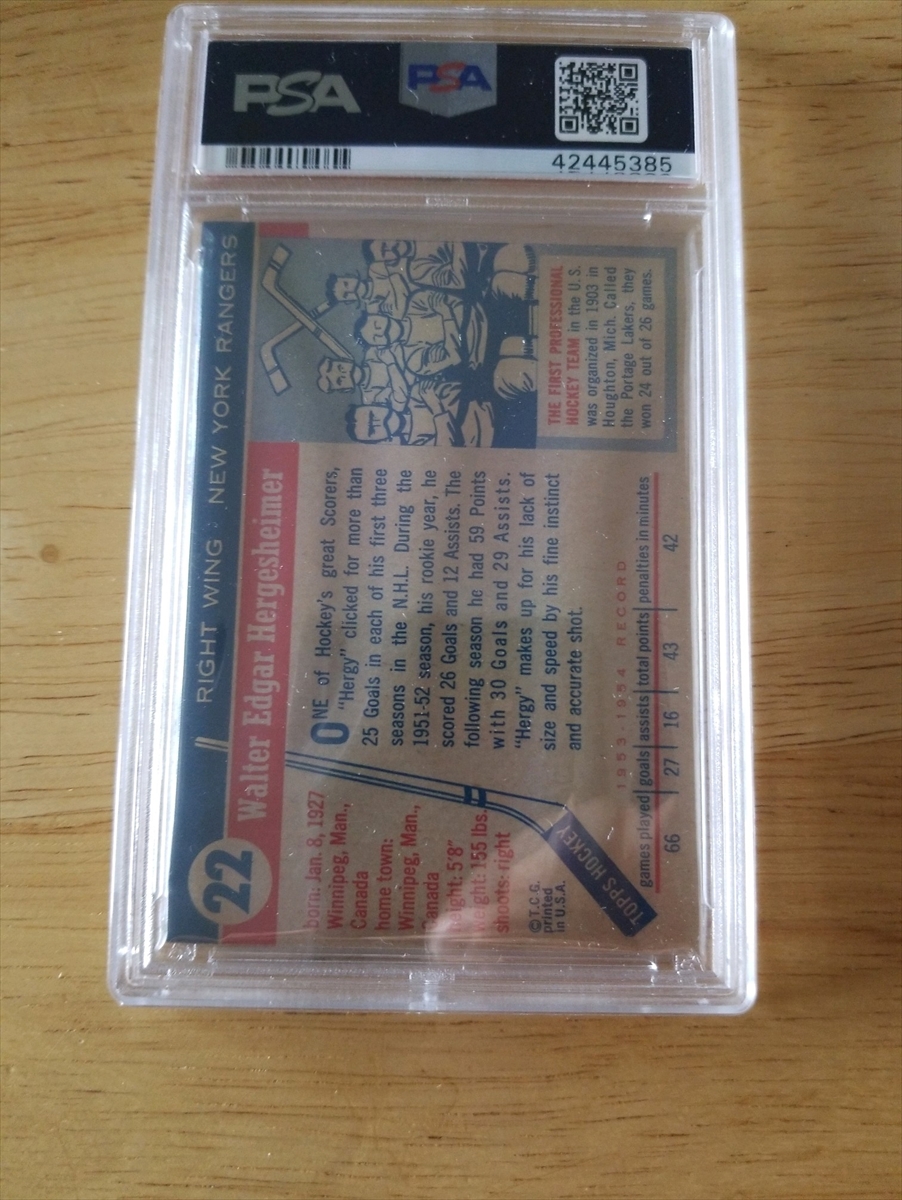 PSA
PSA
42445385
22
RIGHT WING NEW YORK RANGERS
Walter Edgar Hergesheimer
born: Jan. 8, 1927
Winnipeg, Man.,
Canada
home town:
Winnipeg, Man.,
Canada
height: 5'8"
weight: 155 lbs.
shoots: right
© T.C.G.
printed
in U.S.A.
TOPPS HOCKEY
ONE of Hockey's great Scorers,
"Hergy" clicked for more than
25 Goals in each of his first three
seasons in the N.H.L. During the
1951-52 season, his rookie year, he
scored 26 Goals and 12 Assists. The
following season he had 59 Points
with 30 Goals and 29 Assists.
"Hergy" makes up for his lack of
size and speed by his fine instinct
and accurate shot.
THE FIRST PROFESSIONAL
HOCKEY TEAM in the U.S.
was organized in 1903 in
Houghton, Mich. Called
the Portage Lakers, they
won 24 out of 26 games.
1953-1954 RECORD
games played goals assists total points penalties in minutes
66 27 16 43 42